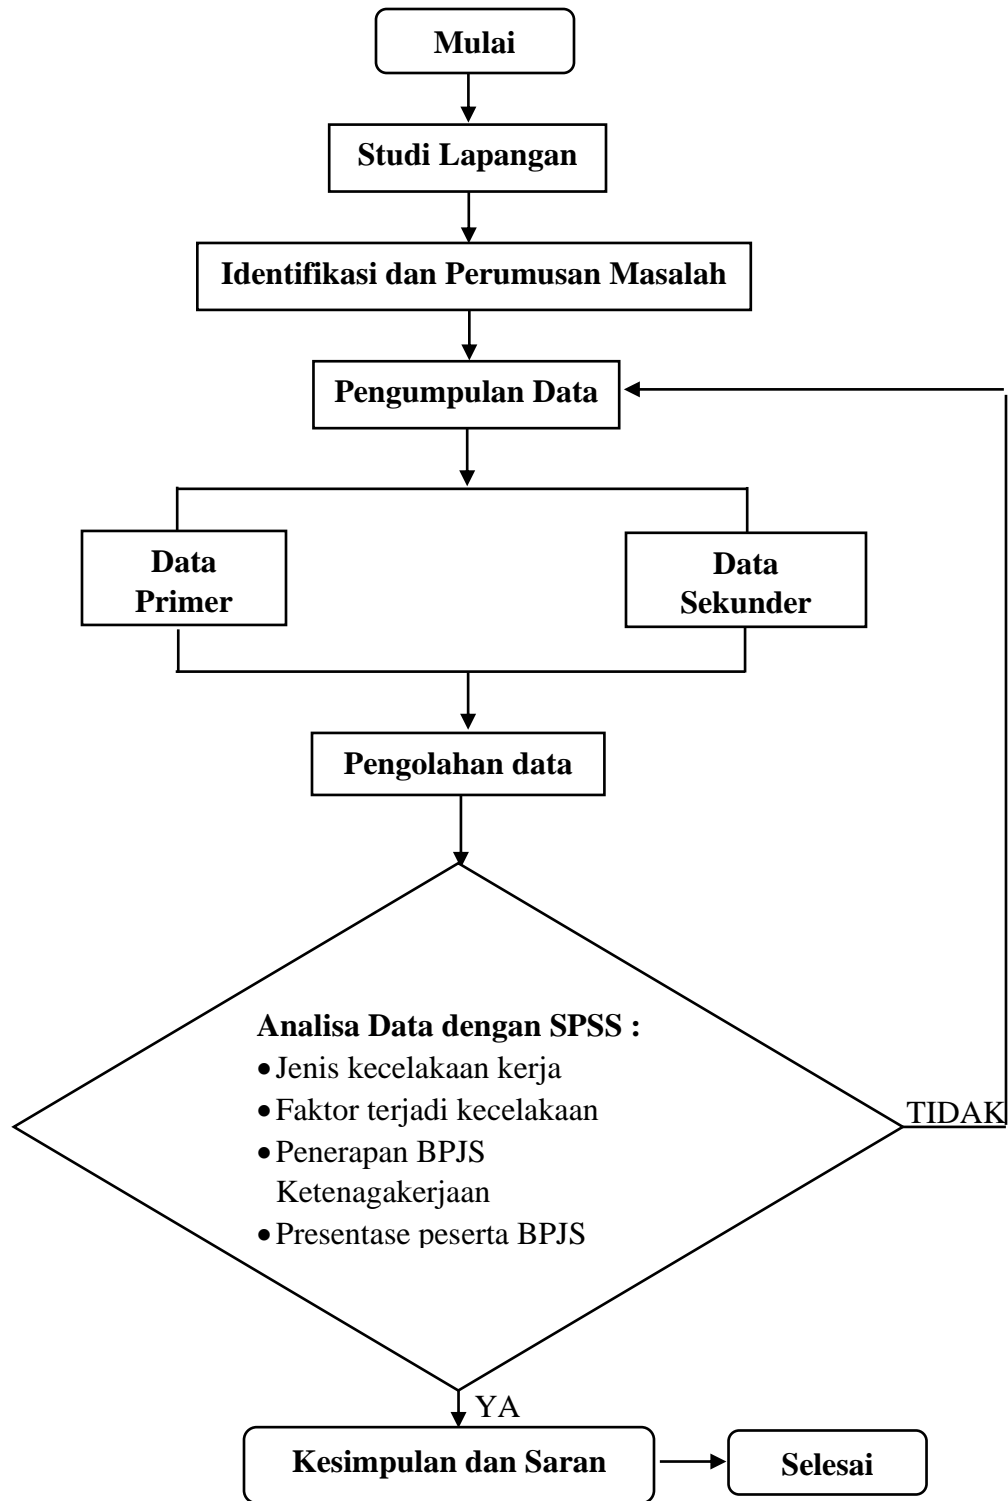 Mulai
Studi Lapangan
Identifikasi dan Perumusan Masalah
Pengumpulan Data
Data
Primer
Data
Sekunder
Pengolahan data
Analisa Data dengan SPSS :
• Jenis kecelakaan kerja
• Faktor terjadi kecelakaan
• Penerapan BPJS
Ketenagakerjaan
• Presentase peserta BPJS
TIDAK
YA
Kesimpulan dan Saran
Selesai